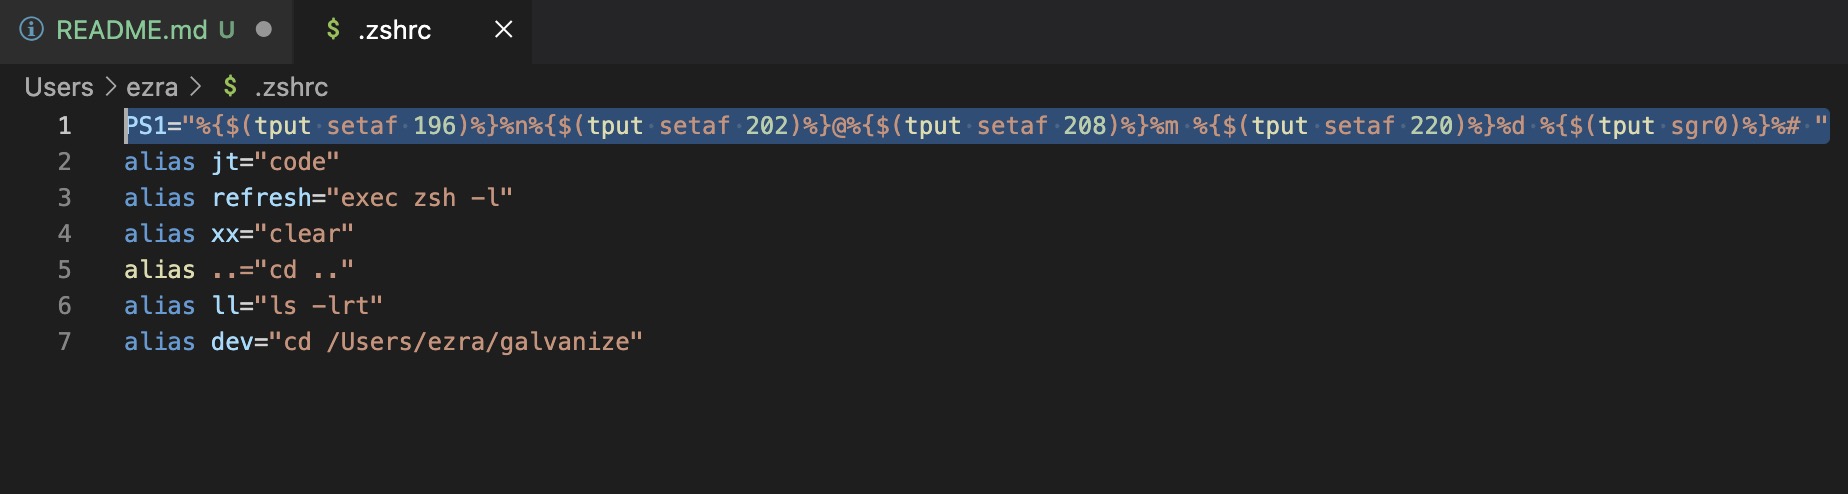 README.md U $ .zshrc
Users > ezra > $ .zshrc
1 PS1="%{$(tput setaf 196)%}%n%{$(tput setaf 202)%}@%{$(tput setaf 208)%}%m %{$(tput setaf 220)%}%d %{$(tput sgr0)%}%# "
2 alias jt="code"
3 alias refresh="exec zsh -l"
4 alias xx="clear"
5 alias ..="cd .."
6 alias ll="ls -lrt"
7 alias dev="cd /Users/ezra/galvanize"